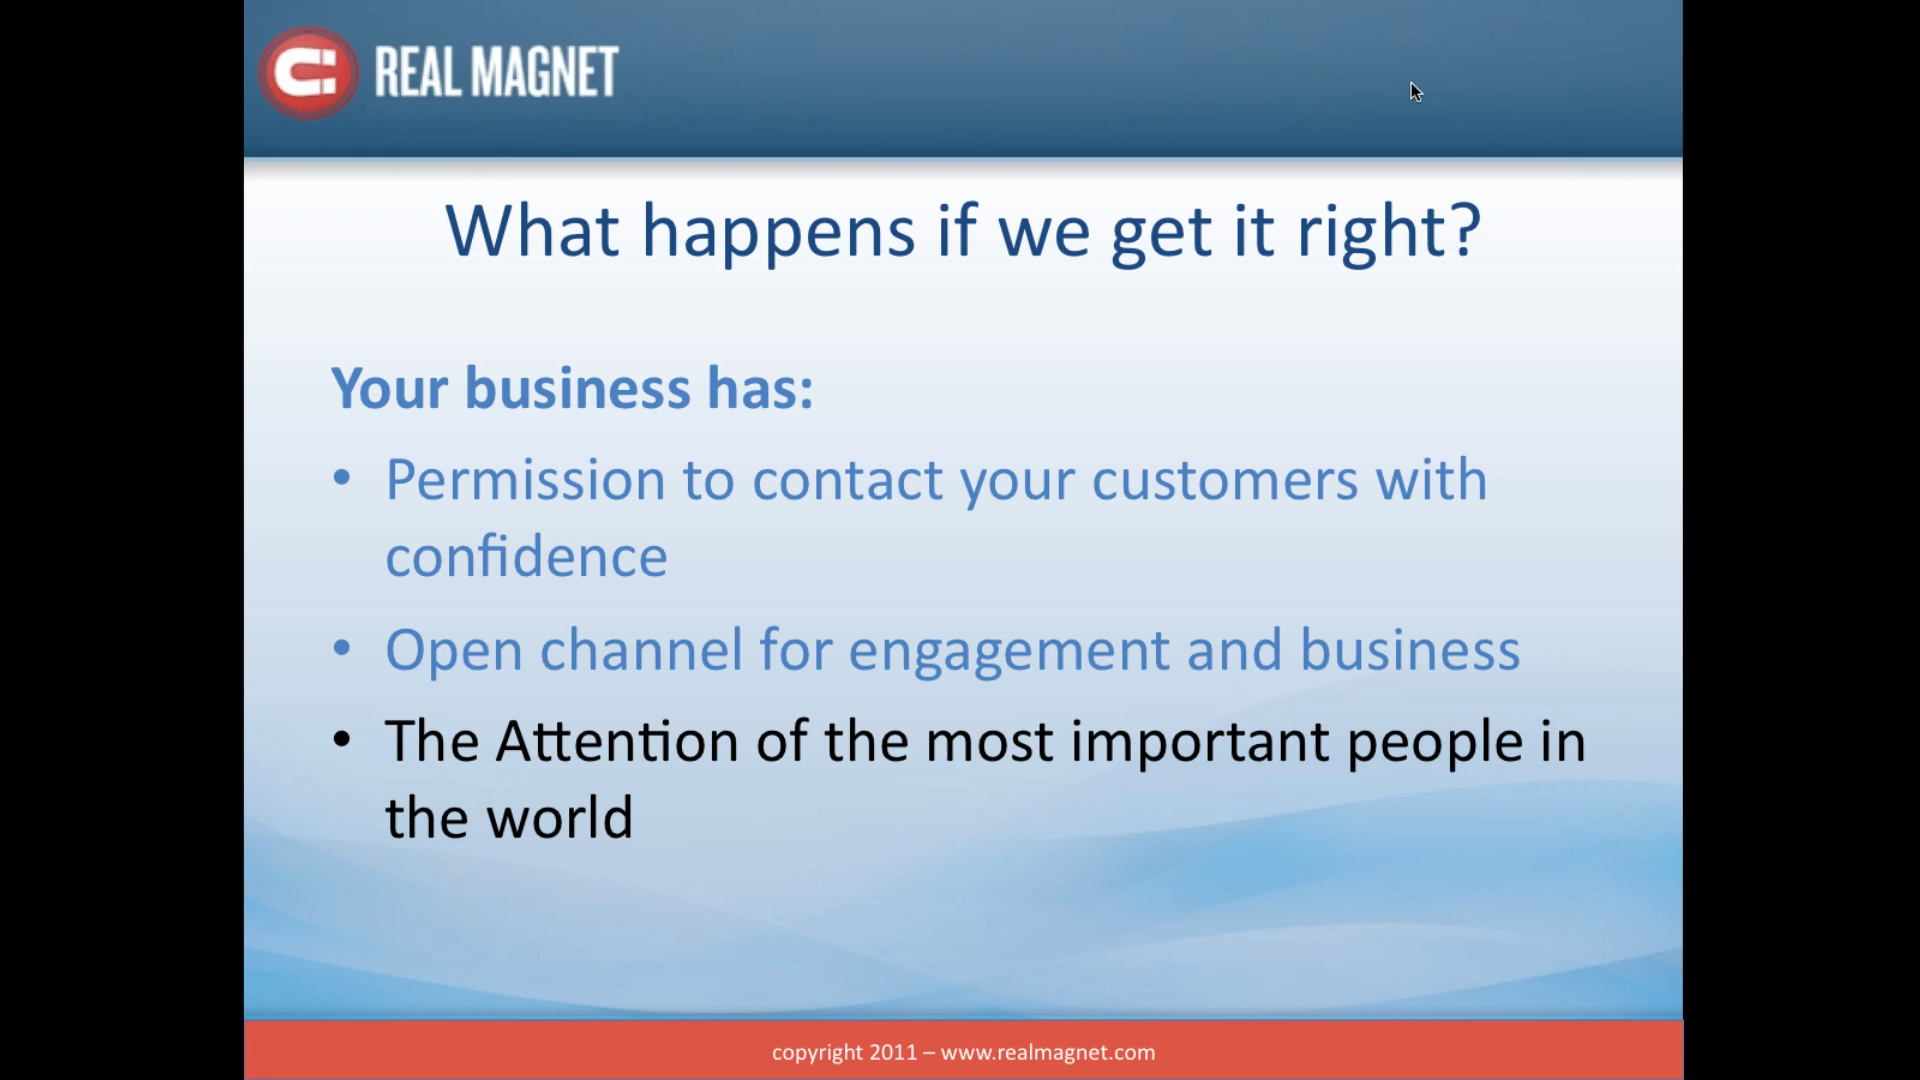 REAL MAGNET
What happens if we get it right?
Your business has:
• Permission to contact your customers with
confidence
• Open channel for engagement and business
• The Attention of the most important people in
the world
copyright 2011 – www.realmagnet.com